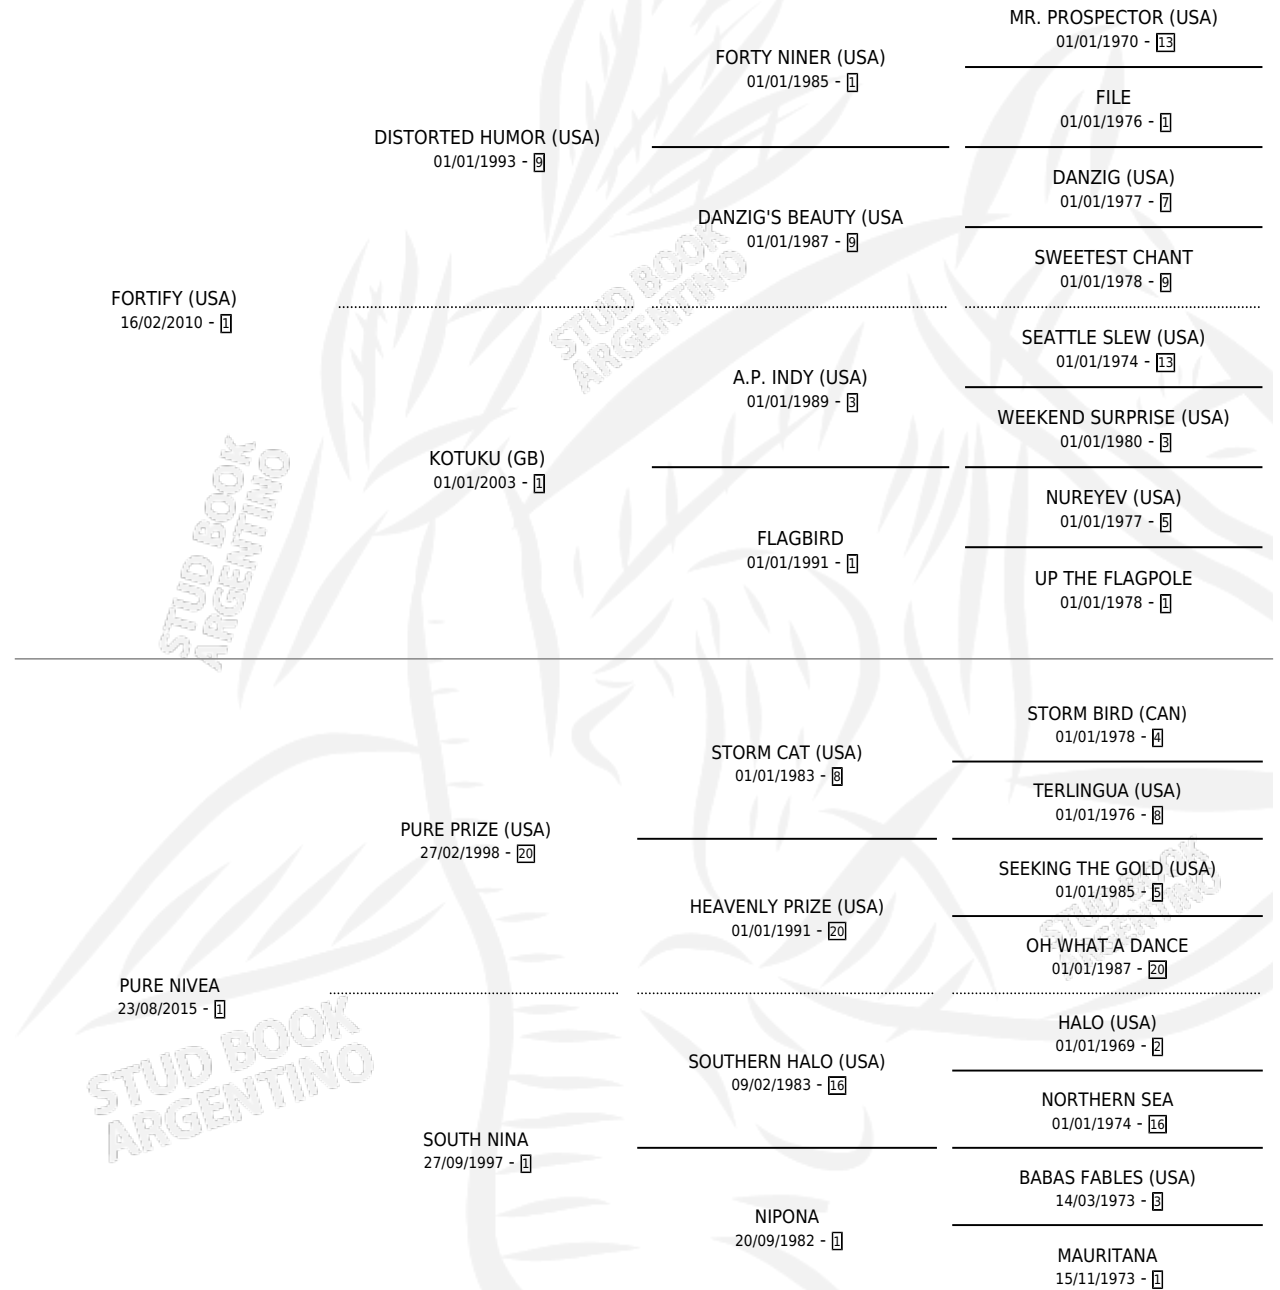 MR. PROSPECTOR (USA)
01/01/1970 - 13
FORTY NINER (USA)
01/01/1985 - 1
FILE
01/01/1976 - 1
DISTORTED HUMOR (USA)
01/01/1993 - 9
DANZIG (USA)
01/01/1977 - 7
DANZIG'S BEAUTY (USA
01/01/1987 - 9
SWEETEST CHANT
01/01/1978 - 9
FORTIFY (USA)
16/02/2010 - 1
SEATTLE SLEW (USA)
01/01/1974 - 13
A.P. INDY (USA)
01/01/1989 - 3
WEEKEND SURPRISE (USA)
01/01/1980 - 3
KOTUKU (GB)
01/01/2003 - 1
NUREYEV (USA)
01/01/1977 - 5
FLAGBIRD
01/01/1991 - 1
UP THE FLAGPOLE
01/01/1978 - 1
STORM BIRD (CAN)
01/01/1978 - 4
STORM CAT (USA)
01/01/1983 - 8
TERLINGUA (USA)
01/01/1976 - 8
PURE PRIZE (USA)
27/02/1998 - 20
SEEKING THE GOLD (USA)
01/01/1985 - 5
HEAVENLY PRIZE (USA)
01/01/1991 - 20
OH WHAT A DANCE
01/01/1987 - 20
PURE NIVEA
23/08/2015 - 1
HALO (USA)
01/01/1969 - 2
SOUTHERN HALO (USA)
09/02/1983 - 16
NORTHERN SEA
01/01/1974 - 16
SOUTH NINA
27/09/1997 - 1
BABAS FABLES (USA)
14/03/1973 - 3
NIPONA
20/09/1982 - 1
MAURITANA
15/11/1973 - 1
STUD BOOK
ARGENTINO
STUD BOOK
ARGENTINO
STUD BOOK
ARGENTINO
STUD BOOK
ARGENTINO